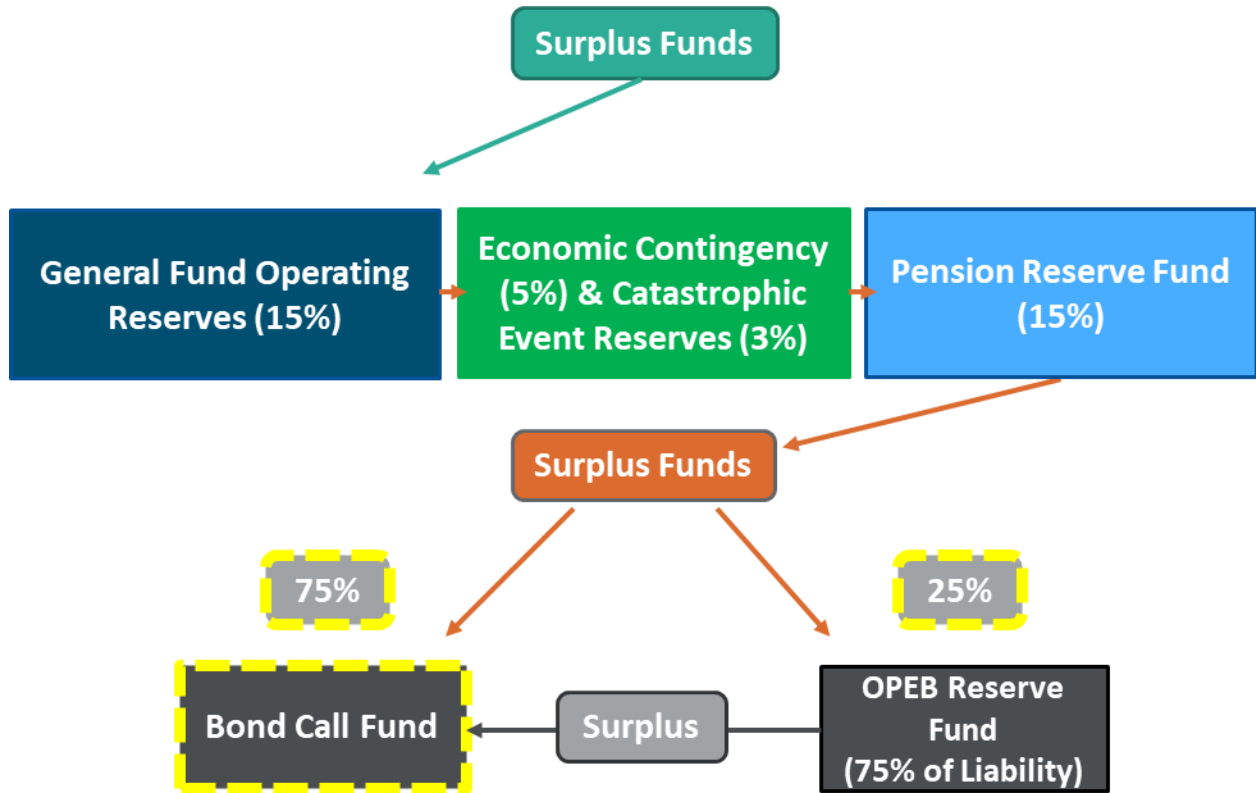 Surplus Funds
General Fund Operating
Reserves (15%)
Economic Contingency
(5%) & Catastrophic
Event Reserves (3%)
Pension Reserve Fund
(15%)
Surplus Funds
75%
25%
Bond Call Fund
Surplus
OPEB Reserve
Fund
(75% of Liability)